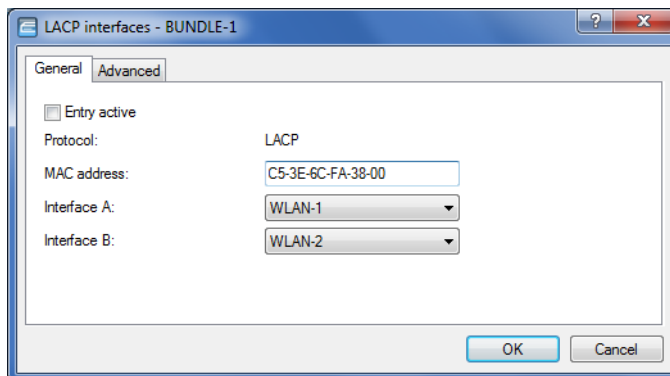 LACP interfaces - BUNDLE-1
?
General Advanced
Entry active
Protocol: LACP
MAC address: C5-3E-6C-FA-38-00
Interface A: WLAN-1
Interface B: WLAN-2
OK Cancel